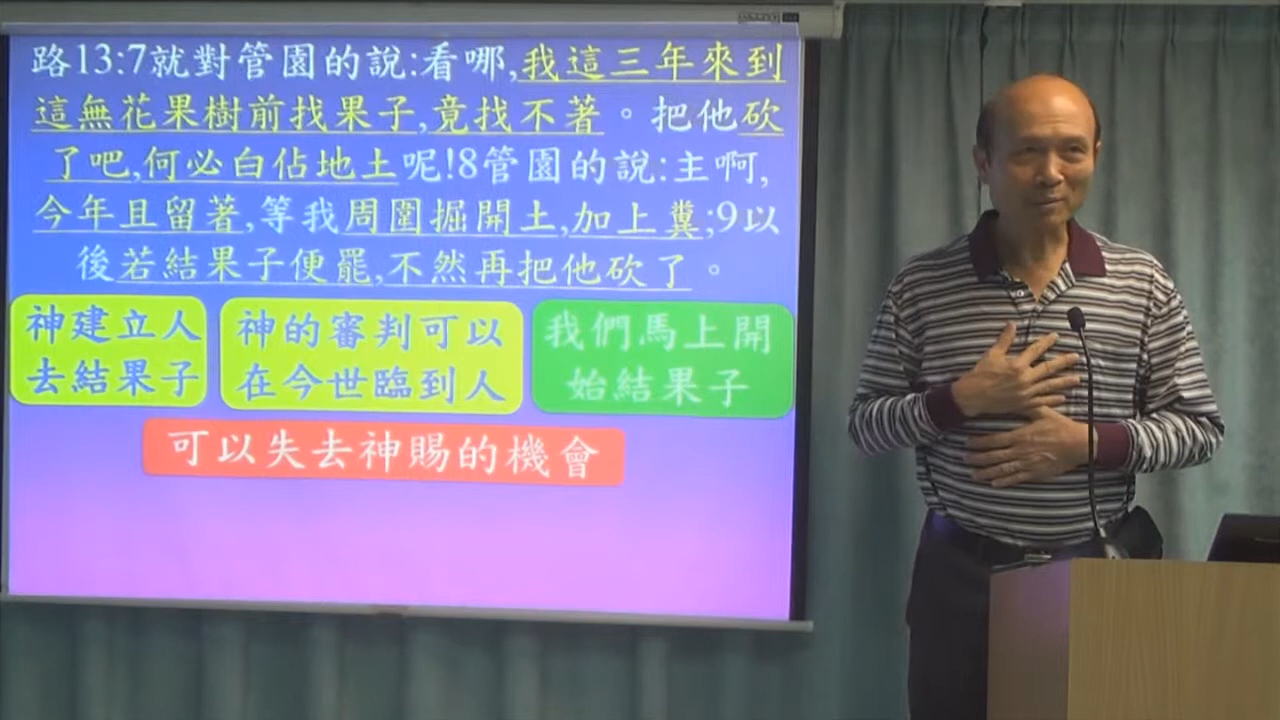 路13:7就對管園的說:看哪,我這三年來到
這無花果樹前找果子,竟找不著。把他砍
了吧,何必白佔地土呢!8管園的說:主啊,
今年且留著,等我周圍掘開土,加上糞;9以
後若結果子便罷,不然再把他砍了。
神建立人
去結果子
神的審判可以
在今世臨到人
我們馬上開
始結果子
可以失去神賜的機會